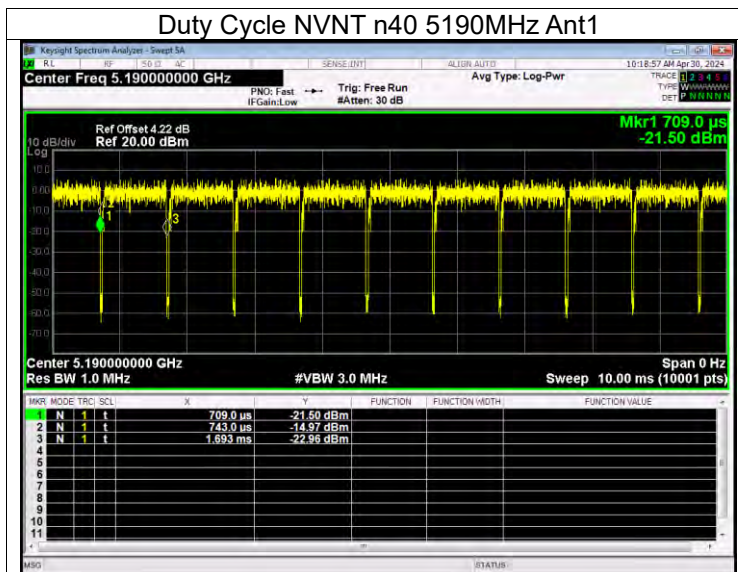 Duty Cycle NVNT n40 5190MHz Ant1
Keysight Spectrum Analyzer - Swept SA
RL RF 50 Ω AC SENSE:INT ALIGN AUTO 10:18:57 AM Apr 30, 2024
Center Freq 5.190000000 GHz Avg Type: Log-Pwr TRACE 1 2 3 4 5 6
PNO: Fast Trig: Free Run TYPE W
IFGain:Low #Atten: 30 dB DET P N N N N N
Mkr1 709.0 µs
Ref Offset 4.22 dB
10 dB/div Ref 20.00 dBm -21.50 dBm
Log
10.0
0.00
-10.0
-20.0
-30.0
-40.0
-50.0
-60.0
-70.0
2
1
3
Center 5.190000000 GHz Span 0 Hz
Res BW 1.0 MHz #VBW 3.0 MHz Sweep 10.00 ms (10001 pts)
MKR MODE TRC SCL X Y FUNCTION FUNCTION WIDTH FUNCTION VALUE
1 N 1 t 709.0 µs -21.50 dBm
2 N 1 t 743.0 µs -14.97 dBm
3 N 1 t 1.693 ms -22.96 dBm
4
5
6
7
8
9
10
11
MSG STATUS